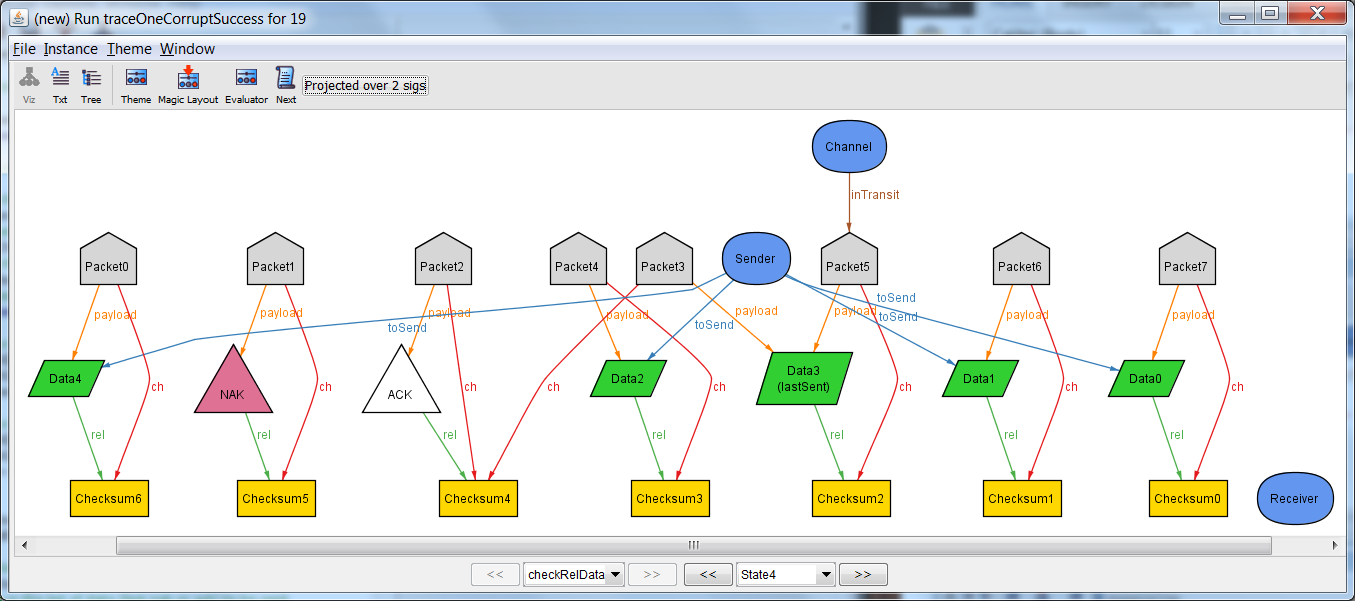 (new) Run traceOneCorruptSuccess for 19
File Instance Theme Window
Viz Txt Tree Theme Magic Layout Evaluator Next Projected over 2 sigs
Channel
inTransit
Packet0 Packet1 Packet2 Packet4 Packet3 Sender Packet5 Packet6 Packet7
toSend
payload payload payload payload payload payload toSend payload payload
toSend toSend
Data4 NAK ACK Data2 Data3 Data1 Data0
(lastSent)
ch ch ch ch ch ch ch ch
rel rel rel rel rel rel rel
Checksum6 Checksum5 Checksum4 Checksum3 Checksum2 Checksum1 Checksum0 Receiver
<< checkRelData >> << State4 >>